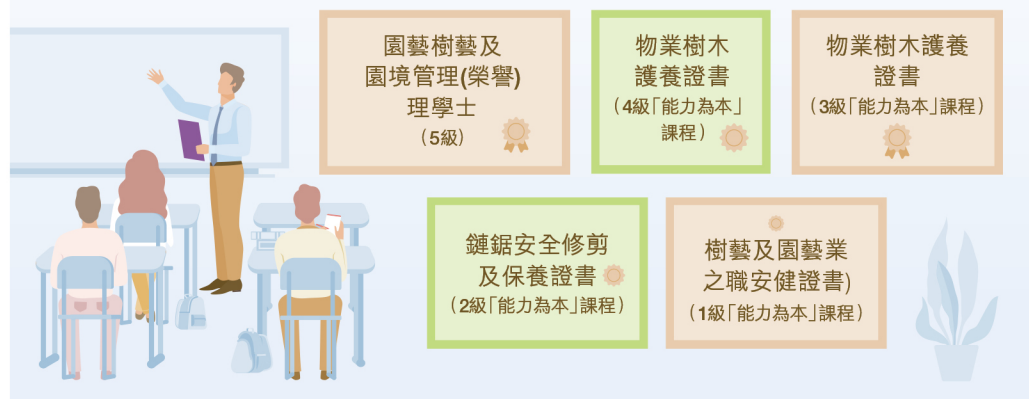 園藝樹藝及
園境管理(榮譽)
理學士
（5級）
物業樹木
護養證書
（4級「能力為本」
課程）
物業樹木護養
證書
（3級「能力為本」課程）
鏈鋸安全修剪
及保養證書
（2級「能力為本」課程）
樹藝及園藝業
之職安健證書)
（1級「能力為本」課程）